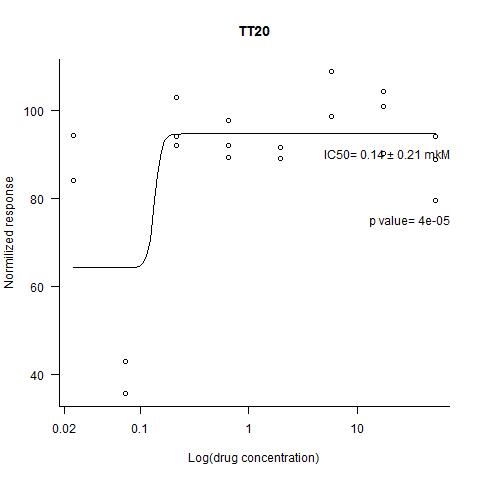 TT20
Normilized response
100
80
60
40
IC50= 0.14 ± 0.21 mkM
p value= 4e-05
0.02 0.1 1 10
Log(drug concentration)